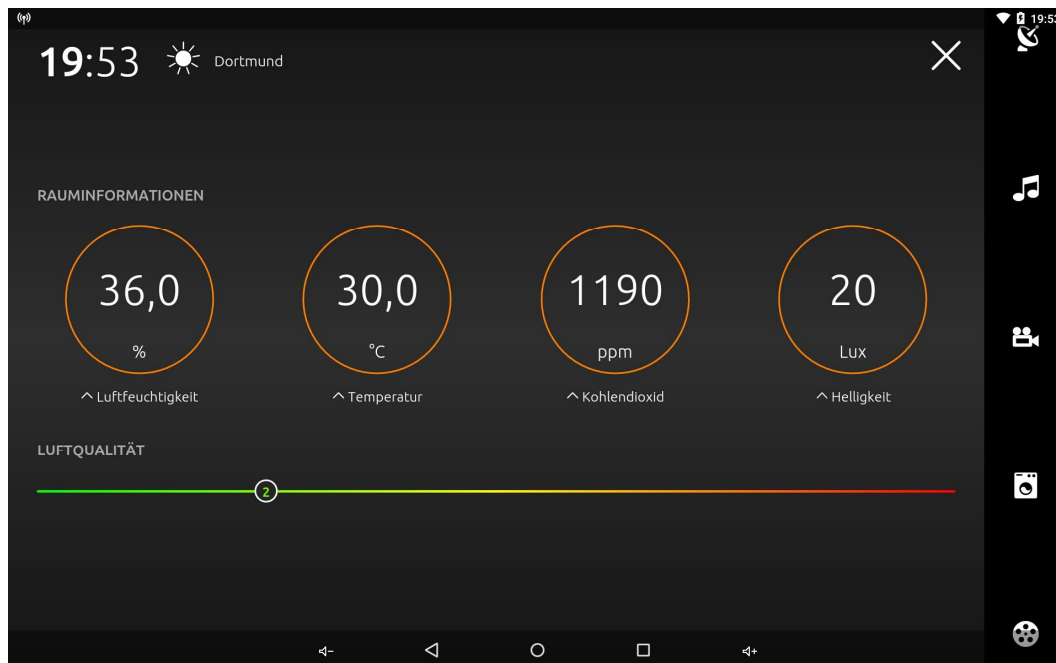 19:53
19:53 Dortmund
RAUMINFORMATIONEN
36,0 30,0 1190 20
% °C ppm Lux
Luftfeuchtigkeit Temperatur Kohlendioxid Helligkeit
LUFTQUALITÄT
2